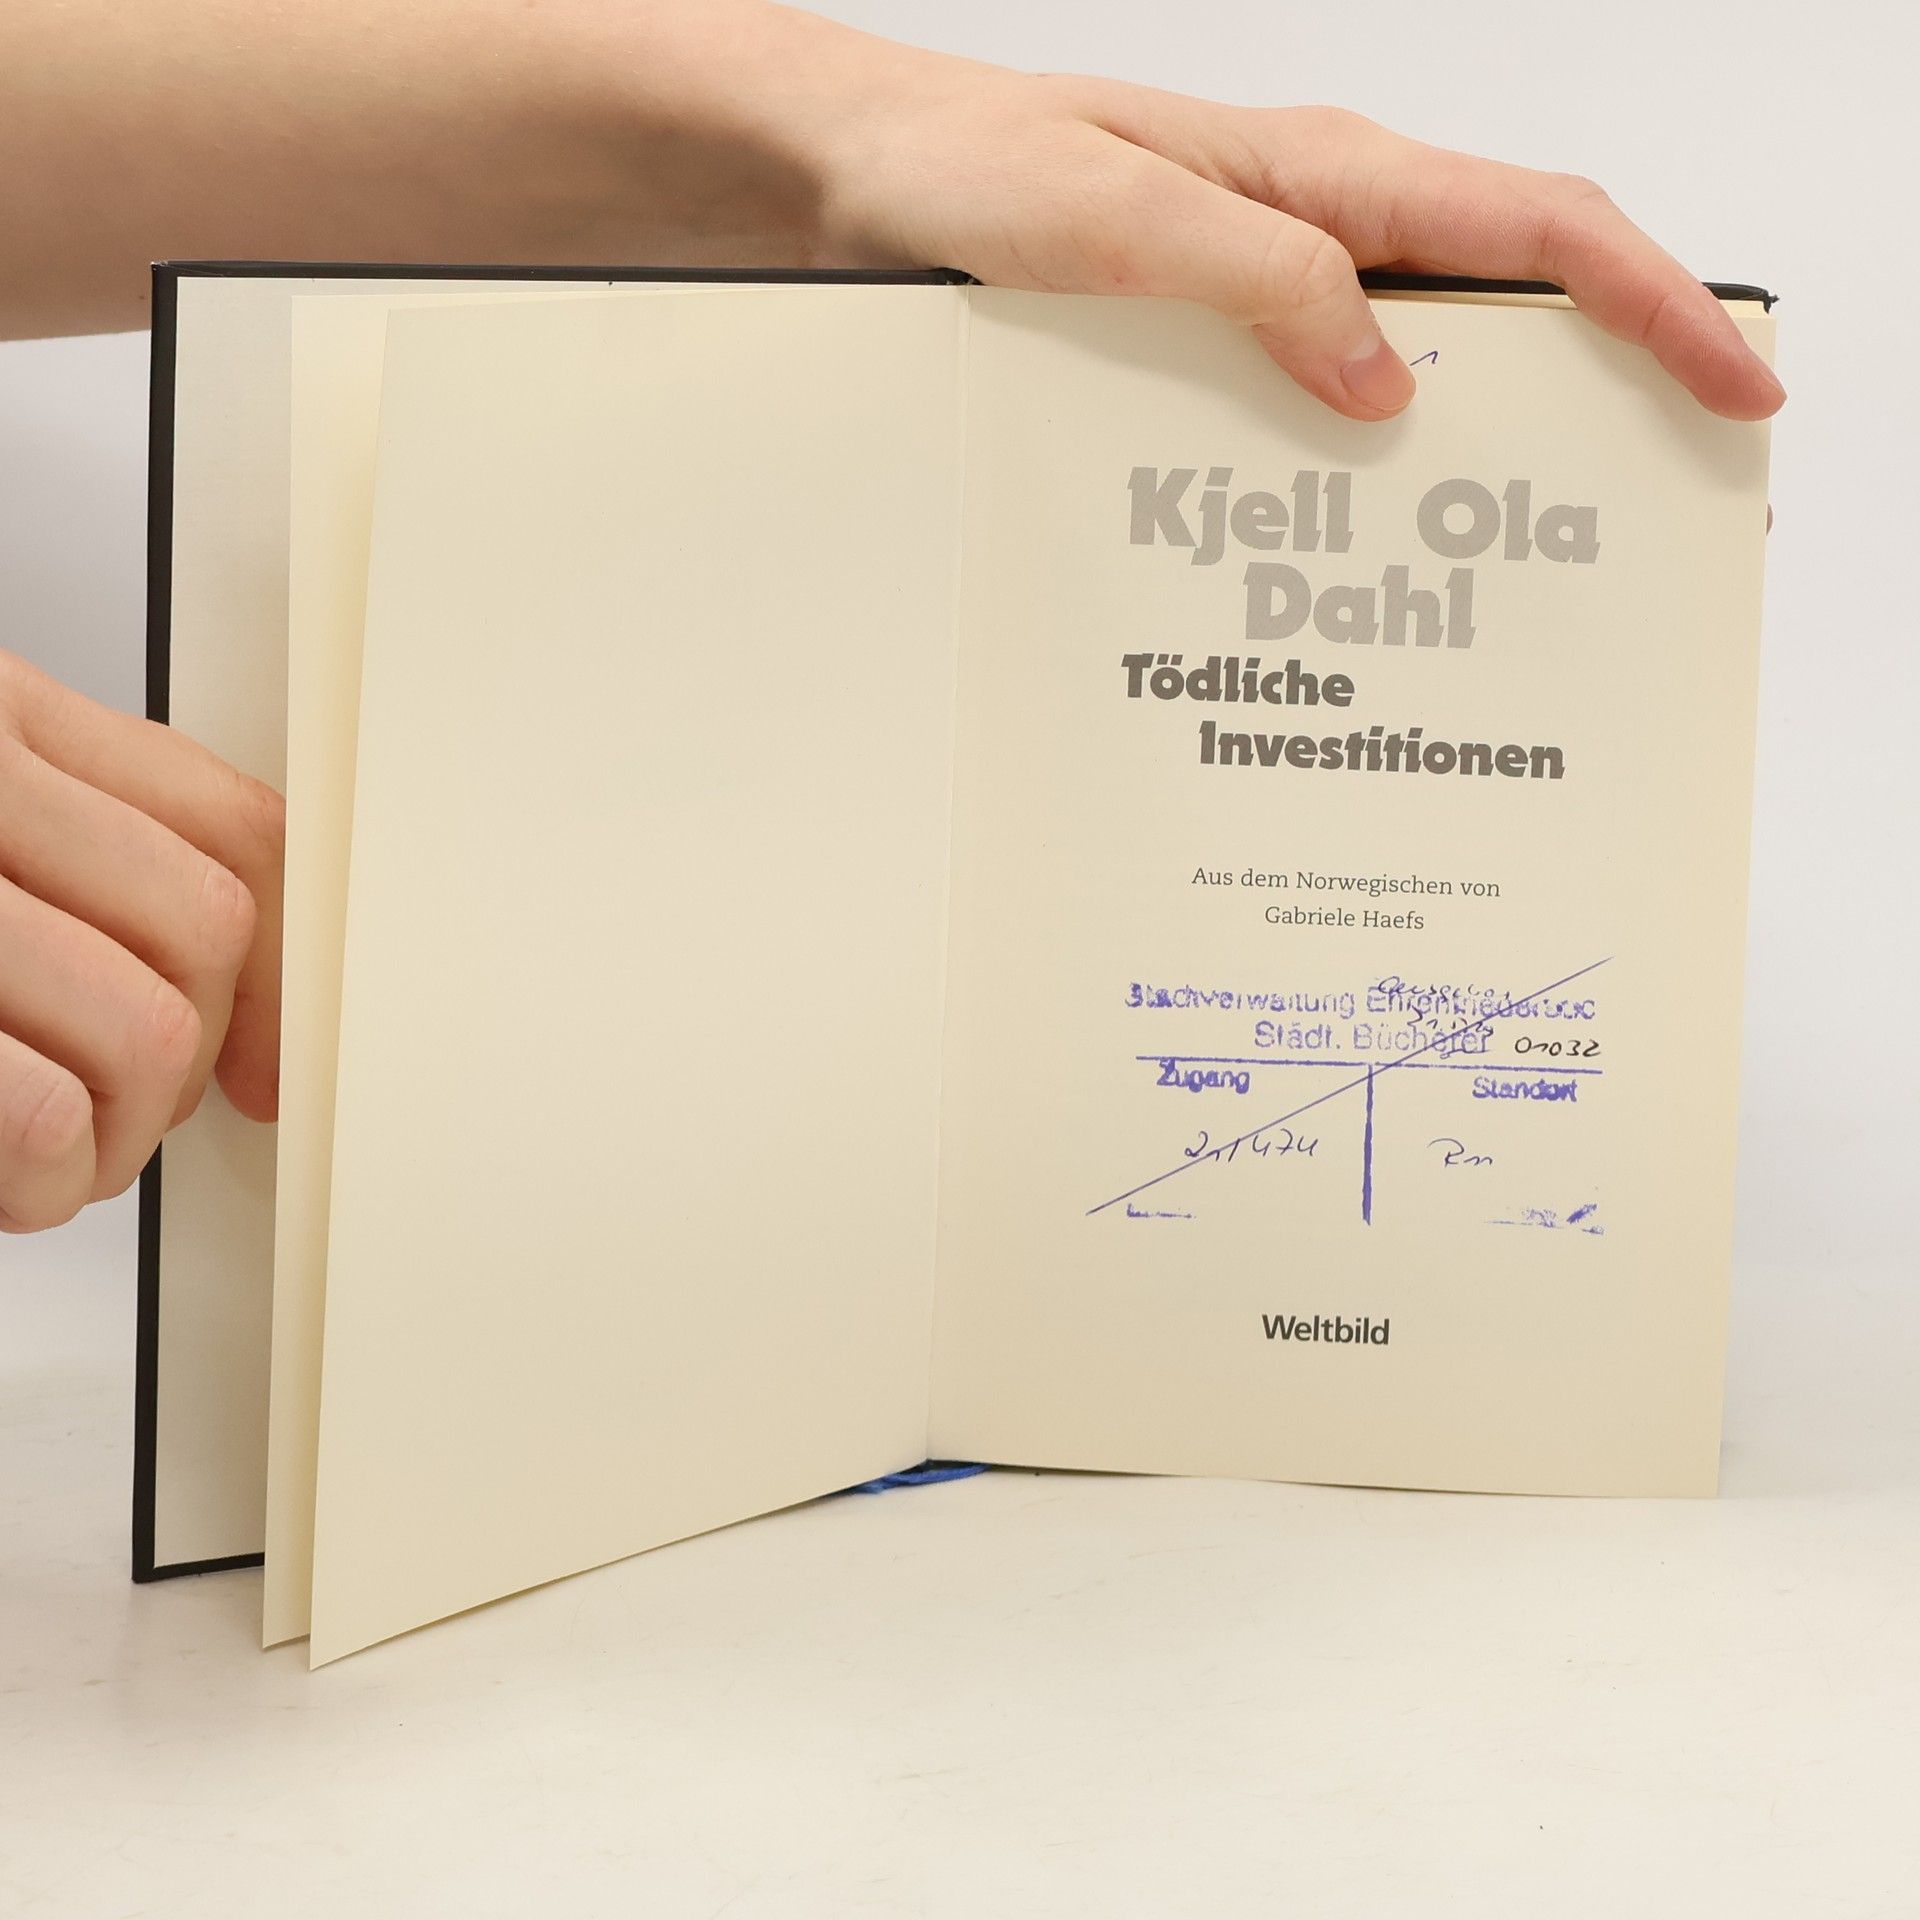 Kjell Ola
Dahl
Tödliche
Investitionen
Aus dem Norwegischen von
Gabriele Haefs
Stadtverwaltung
Städt. Bücherei 01032
Zugang Standort
Weltbild